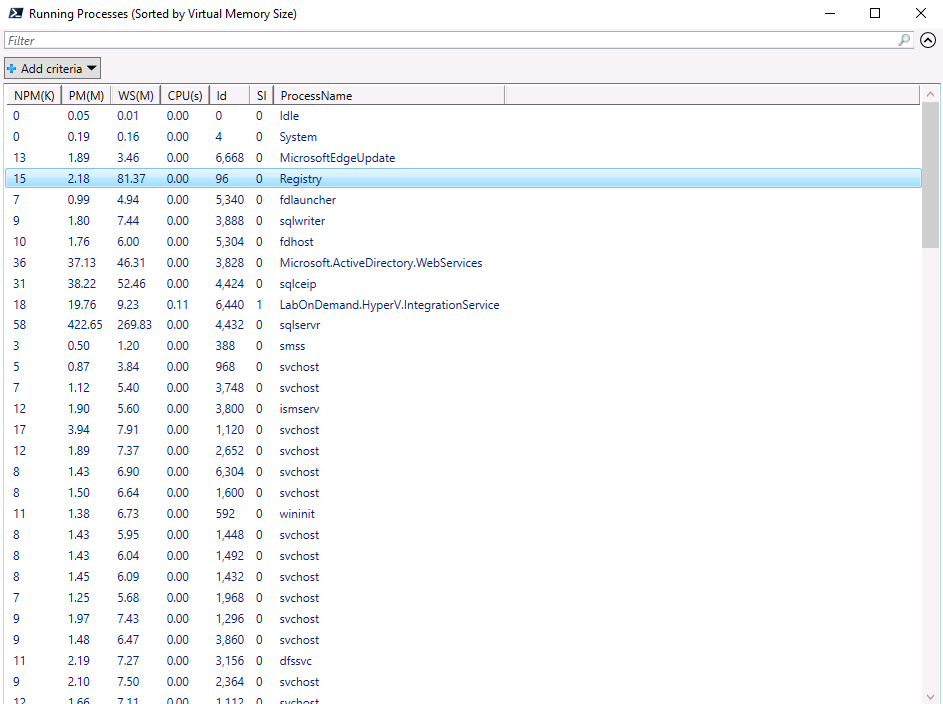 Running Processes (Sorted by Virtual Memory Size)
Filter
Add criteria
NPM(K) PM(M) WS(M) CPU(s) Id SI ProcessName
0 0.05 0.01 0.00 0 0 Idle
0 0.19 0.16 0.00 4 0 System
13 1.89 3.46 0.00 6,668 0 MicrosoftEdgeUpdate
15 2.18 81.37 0.00 96 0 Registry
7 0.99 4.94 0.00 5,340 0 fdlauncher
9 1.80 7.44 0.00 3,888 0 sqlwriter
10 1.76 6.00 0.00 5,304 0 fdhost
36 37.13 46.31 0.00 3,828 0 Microsoft.ActiveDirectory.WebServices
31 38.22 52.46 0.00 4,424 0 sqlceip
18 19.76 9.23 0.11 6,440 1 LabOnDemand.HyperV.IntegrationService
58 422.65 269.83 0.00 4,432 0 sqlservr
3 0.50 1.20 0.00 388 0 smss
5 0.87 3.84 0.00 968 0 svchost
7 1.12 5.40 0.00 3,748 0 svchost
12 1.90 5.60 0.00 3,800 0 ismserv
17 3.94 7.91 0.00 1,120 0 svchost
12 1.89 7.37 0.00 2,652 0 svchost
8 1.43 6.90 0.00 6,304 0 svchost
8 1.50 6.64 0.00 1,600 0 svchost
11 1.38 6.73 0.00 592 0 wininit
8 1.43 5.95 0.00 1,448 0 svchost
8 1.43 6.04 0.00 1,492 0 svchost
8 1.45 6.09 0.00 1,432 0 svchost
7 1.25 5.68 0.00 1,968 0 svchost
9 1.97 7.43 0.00 1,296 0 svchost
9 1.48 6.47 0.00 3,860 0 svchost
11 2.19 7.27 0.00 3,156 0 dfssvc
9 2.10 7.50 0.00 2,364 0 svchost
12 1.66 7.11 0.00 1,112 0 svchost